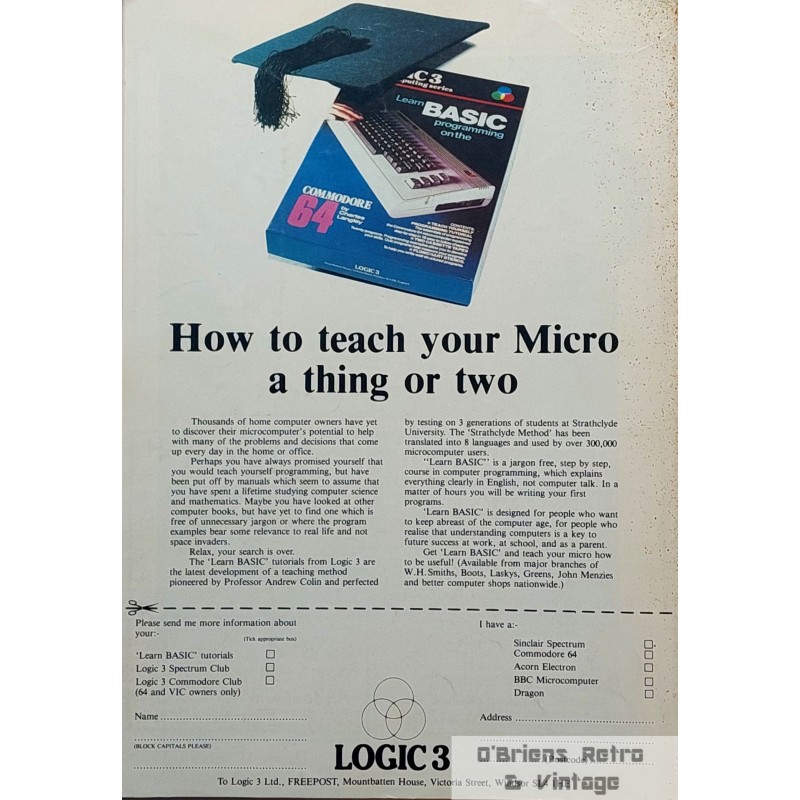 IC 3
puting series
Learn BASIC
programming
on the
COMMODORE
64
by
Charles
Langley
LOGIC 3
How to teach your Micro
a thing or two
Thousands of home computer owners have yet
to discover their microcomputer's potential to help
with many of the problems and decisions that come
up every day in the home or office.
Perhaps you have always promised yourself that
you would teach yourself programming, but have
been put off by manuals which seem to assume that
you have spent a lifetime studying computer science
and mathematics. Maybe you have looked at other
computer books, but have yet to find one which is
free of unnecessary jargon or where the program
examples bear some relevance to real life and not
space invaders.
Relax, your search is over.
The 'Learn BASIC' tutorials from Logic 3 are
the latest development of a teaching method
pioneered by Professor Andrew Colin and perfected
by testing on 3 generations of students at Strathclyde
University. The 'Strathclyde Method' has been
translated into 8 languages and used by over 300,000
microcomputer users.
"Learn BASIC" is a jargon free, step by step,
course in computer programming, which explains
everything clearly in English, not computer talk. In a
matter of hours you will be writing your first
programs.
'Learn BASIC' is designed for people who want
to keep abreast of the computer age, for people who
realise that understanding computers is a key to
future success at work, at school, and as a parent.
Get 'Learn BASIC' and teach your micro how
to be useful! (Available from major branches of
W.H.Smiths, Boots, Laskys, Greens, John Menzies
and better computer shops nationwide.)
Please send me more information about
your:-
(Tick appropriate box)
'Learn BASIC' tutorials
Logic 3 Spectrum Club
Logic 3 Commodore Club
(64 and VIC owners only)
I have a:-
Sinclair Spectrum
Commodore 64
Acorn Electron
BBC Microcomputer
Dragon
Name
(BLOCK CAPITALS PLEASE)
Address
Postcode
LOGIC 3
To Logic 3 Ltd., FREEPOST, Mountbatten House, Victoria Street, Windsor
O'Briens Retro
& Vintage